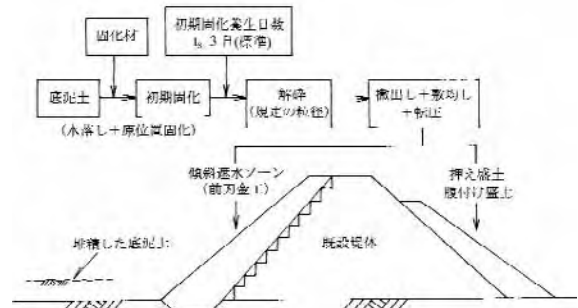 固化材
初期固化養生日数
ts 3日(標準)
底泥土
初期固化
解砕
(規定の粒径)
撒出し+敷均し
+転圧
(水落し+原位置固化)
傾斜遮水ゾーン
(前刃金工)
押え盛土
腹付け盛土
堆積した底泥土
既設堤体